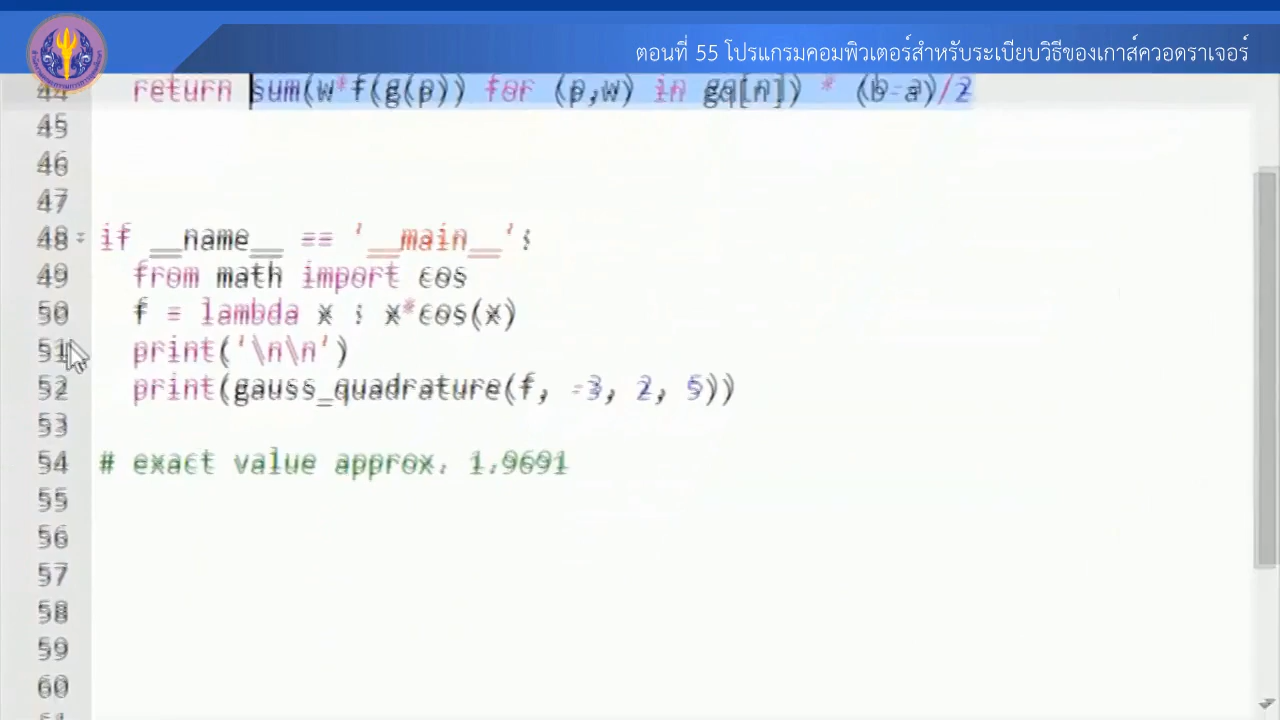 ตอนที่ 55 โปรแกรมคอมพิวเตอร์สำหรับระเบียบวิธีของเกาส์ควอดราเจอร์
44 return sum(w*f(g(p)) for (p,w) in gq[n]) * (b-a)/2
45
46
47
48 if __name__ == '__main__':
49 from math import cos
50 f = lambda x : x*cos(x)
51 print('\n\n')
52 print(gauss_quadrature(f, -3, 2, 5))
53
54 # exact value approx. 1.9691
55
56
57
58
59
60